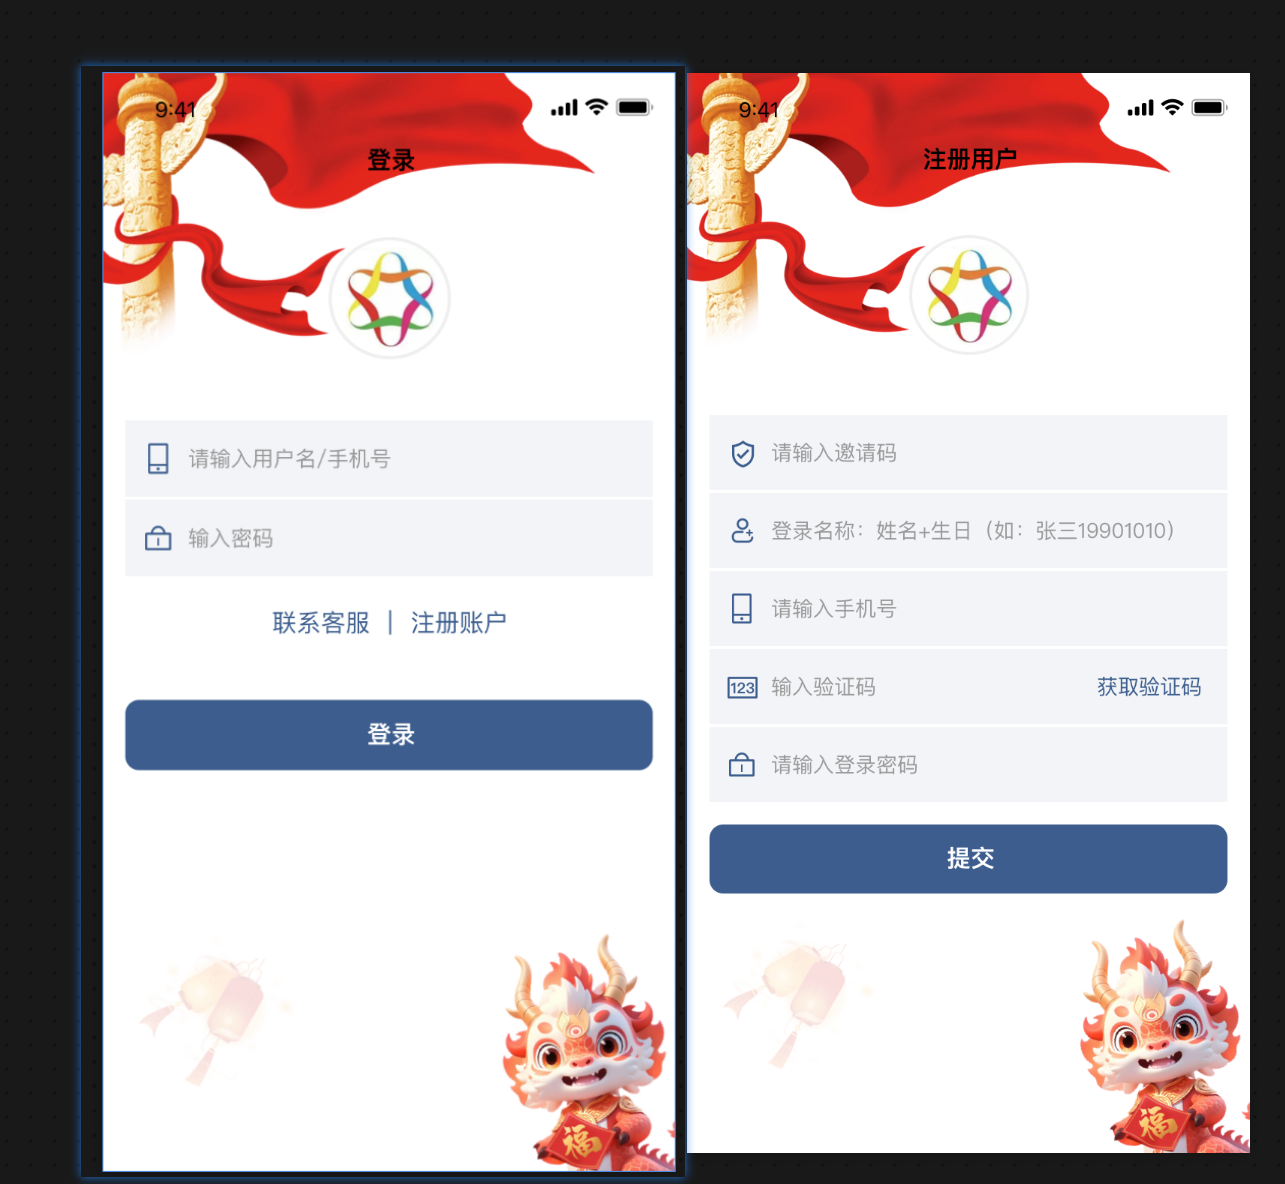 9:41
登录
请输入用户名/手机号
输入密码
联系客服 | 注册账户
登录
福
9:41
注册用户
请输入邀请码
登录名称：姓名+生日（如：张三19901010）
请输入手机号
123 输入验证码 获取验证码
请输入登录密码
提交
福